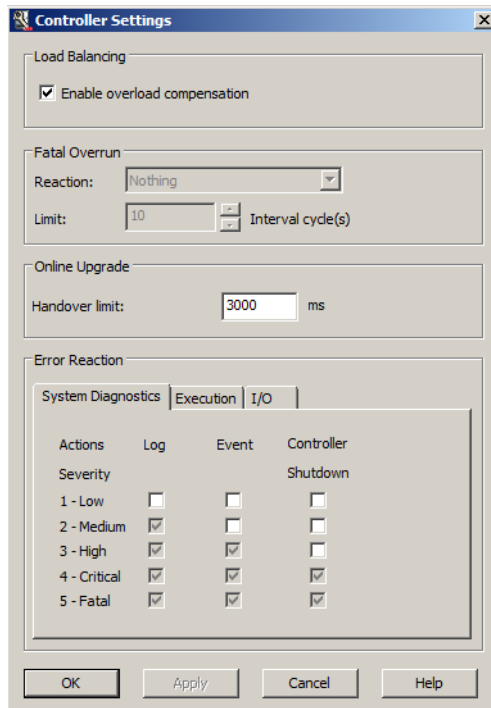 Controller Settings
Load Balancing
Enable overload compensation
Fatal Overrun
Reaction: Nothing
Limit: 10 Interval cycle(s)
Online Upgrade
Handover limit: 3000 ms
Error Reaction
System Diagnostics Execution I/O
Actions Log Event Controller
Severity Shutdown
1 - Low
2 - Medium
3 - High
4 - Critical
5 - Fatal
OK Apply Cancel Help